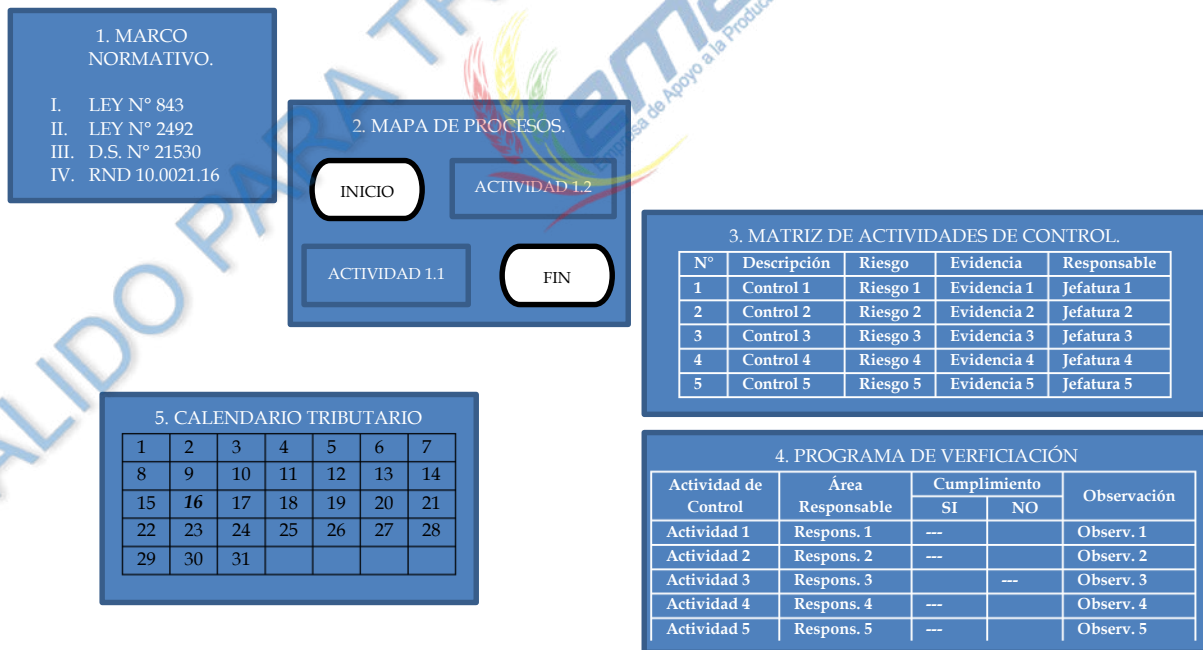 1. MARCO
NORMATIVO.
I. LEY N° 843
II. LEY N° 2492
III. D.S. N° 21530
IV. RND 10.0021.16
2. MAPA DE PROCESOS.
INICIO
ACTIVIDAD 1.2
ACTIVIDAD 1.1
FIN
3. MATRIZ DE ACTIVIDADES DE CONTROL.
N° Descripción Riesgo Evidencia Responsable
1 Control 1 Riesgo 1 Evidencia 1 Jefatura 1
2 Control 2 Riesgo 2 Evidencia 2 Jefatura 2
3 Control 3 Riesgo 3 Evidencia 3 Jefatura 3
4 Control 4 Riesgo 4 Evidencia 4 Jefatura 4
5 Control 5 Riesgo 5 Evidencia 5 Jefatura 5
5. CALENDARIO TRIBUTARIO
1 2 3 4 5 6 7
8 9 10 11 12 13 14
15 16 17 18 19 20 21
22 23 24 25 26 27 28
29 30 31
4. PROGRAMA DE VERFICIACIÓN
Actividad de Control Área Responsable Cumplimiento Observación
SI NO
Actividad 1 Respons. 1 --- Observ. 1
Actividad 2 Respons. 2 --- Observ. 2
Actividad 3 Respons. 3 --- Observ. 3
Actividad 4 Respons. 4 --- Observ. 4
Actividad 5 Respons. 5 --- Observ. 5
ALIDO PARA TR
Empresa de Apoyo a la Produc